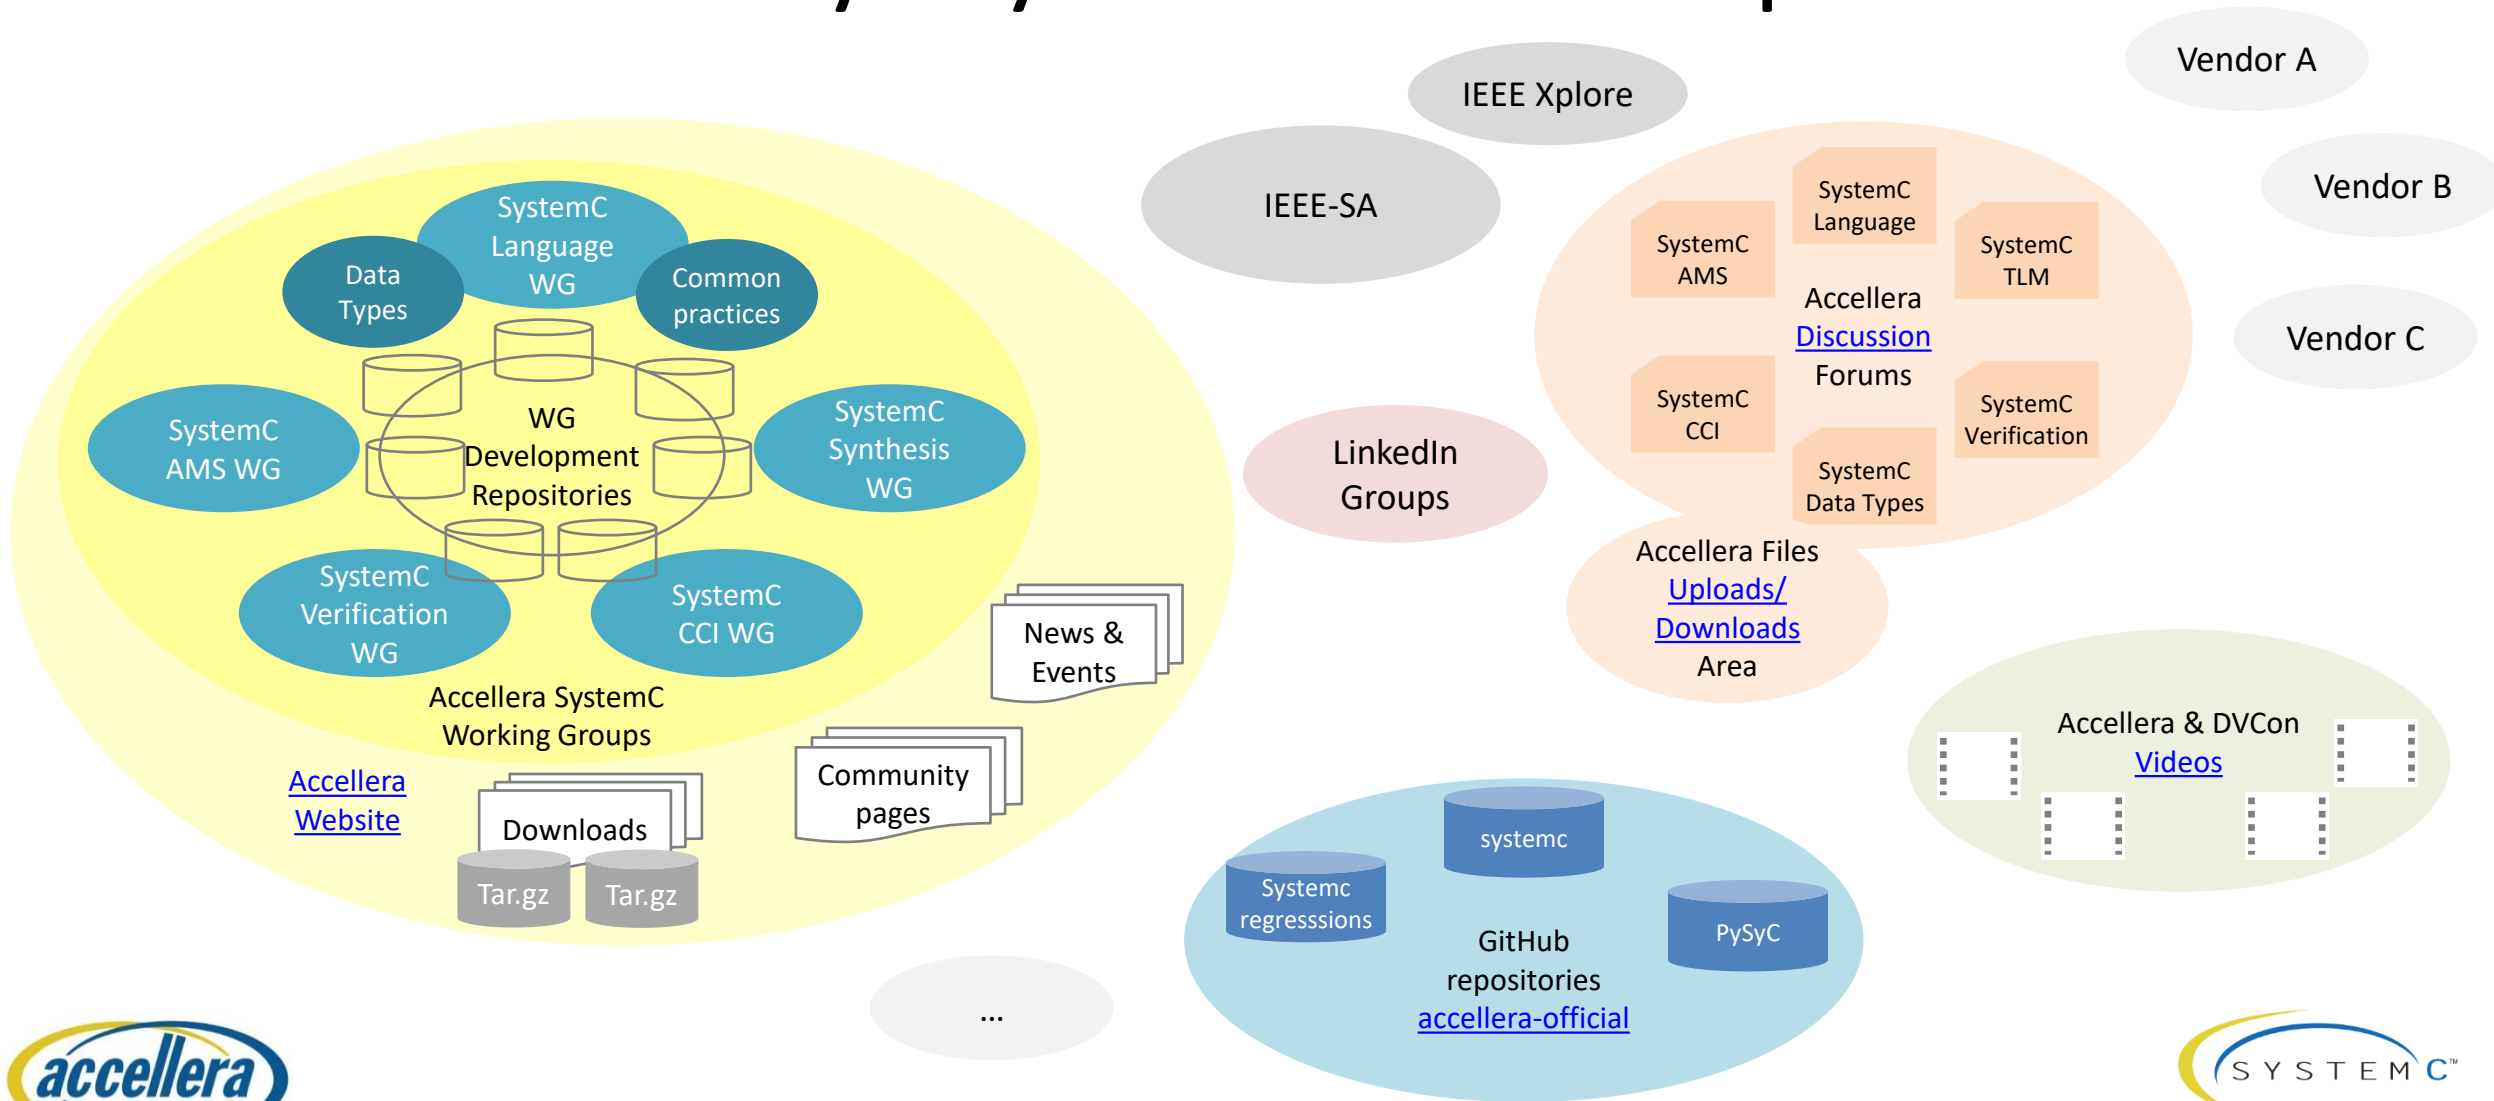 IEEE Xplore
Vendor A
IEEE-SA
Vendor B
Vendor C
SystemC
Language
WG
Data
Types
Common
practices
SystemC
AMS WG
WG
Development
Repositories
SystemC
Synthesis
WG
SystemC
Verification
WG
SystemC
CCI WG
Accellera SystemC
Working Groups
Accellera
Website
Downloads
Tar.gz
Tar.gz
Community
pages
News &
Events
LinkedIn
Groups
SystemC
Language
SystemC
AMS
SystemC
TLM
Accellera
Discussion
Forums
SystemC
CCI
SystemC
Verification
SystemC
Data Types
Accellera Files
Uploads/
Downloads
Area
Accellera & DVCon
Videos
systemc
Systemc
regresssions
PySyC
GitHub
repositories
accellera-official
...
accellera
SYSTEM C™